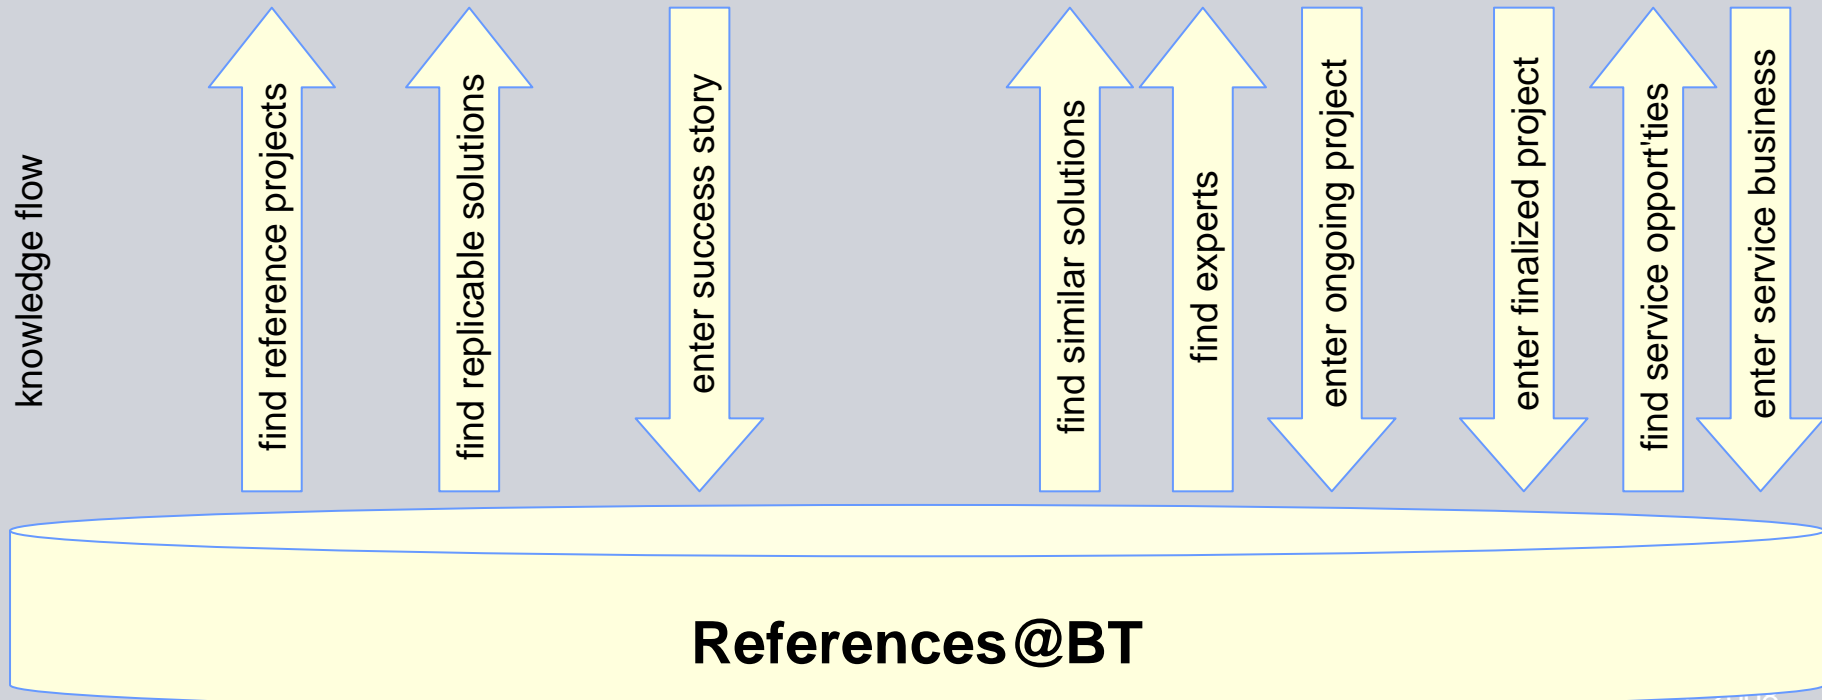 knowledge flow
find reference projects
find replicable solutions
enter success story
find similar solutions
find experts
enter ongoing project
enter finalized project
find service opport'ties
enter service business
References@BT